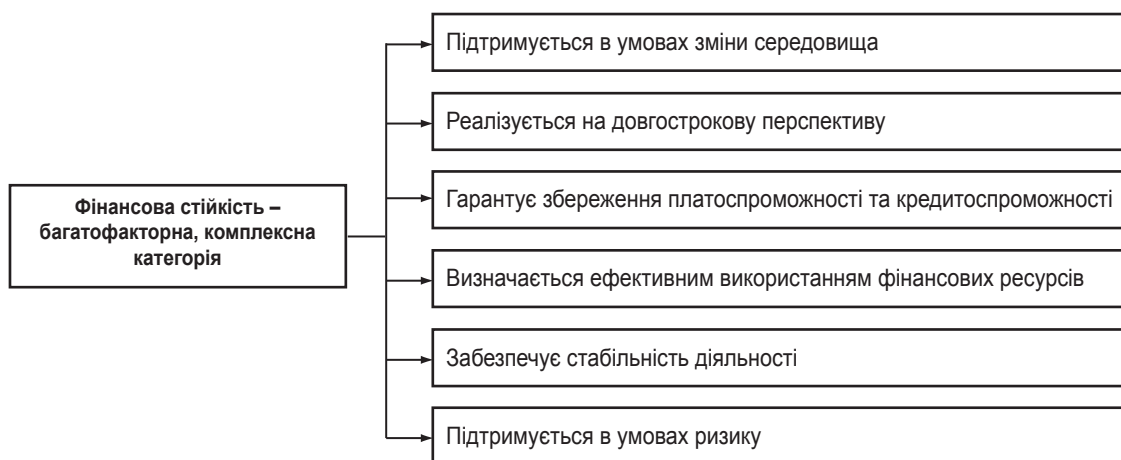 Фінансова стійкість –
багатофакторна, комплексна
категорія
Підтримується в умовах зміни середовища
Реалізується на довгострокову перспективу
Гарантує збереження платоспроможності та кредитоспроможності
Визначається ефективним використанням фінансових ресурсів
Забезпечує стабільність діяльності
Підтримується в умовах ризику